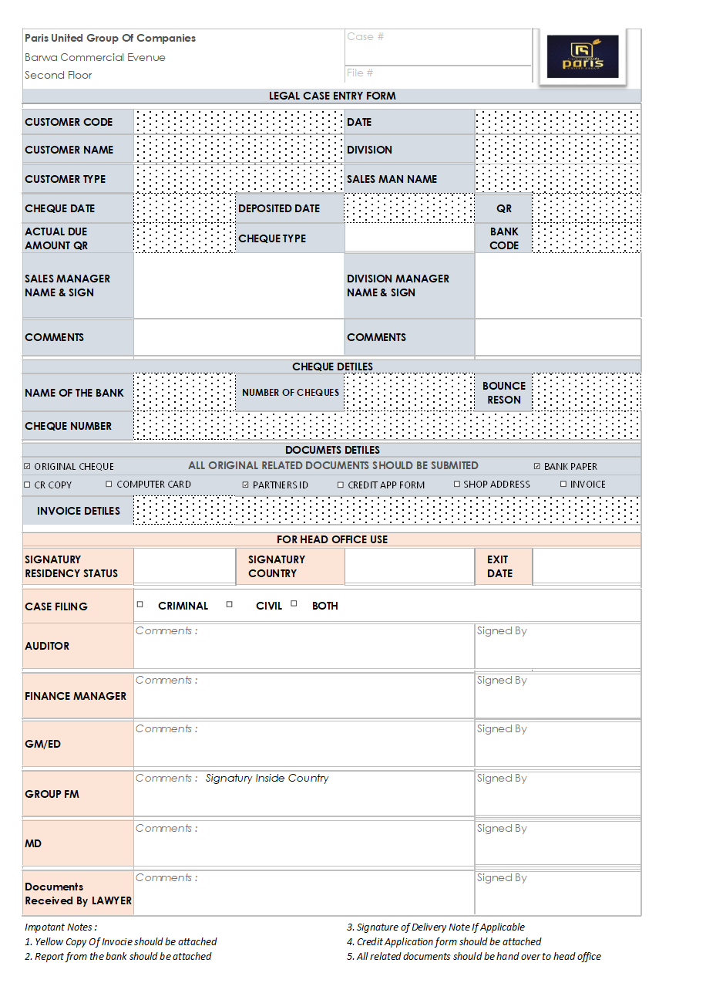 Paris United Group Of Companies
Barwa Commercial Evenue
Second Floor
Case #
File #
paris
LEGAL CASE ENTRY FORM
CUSTOMER CODE DATE
CUSTOMER NAME DIVISION
CUSTOMER TYPE SALES MAN NAME
CHEQUE DATE DEPOSITED DATE QR
ACTUAL DUE
AMOUNT QR
CHEQUE TYPE
BANK
CODE
SALES MANAGER
NAME & SIGN
DIVISION MANAGER
NAME & SIGN
COMMENTS COMMENTS
CHEQUE DETILES
NAME OF THE BANK NUMBER OF CHEQUES
BOUNCE
RESON
CHEQUE NUMBER
DOCUMETS DETILES
☑ ORIGINAL CHEQUE ALL ORIGINAL RELATED DOCUMENTS SHOULD BE SUBMITED ☑ BANK PAPER
☐ CR COPY ☐ COMPUTER CARD ☑ PARTNERS ID ☐ CREDIT APP FORM ☐ SHOP ADDRESS ☐ INVOICE
INVOICE DETILES
FOR HEAD OFFICE USE
SIGNATURY
RESIDENCY STATUS
SIGNATURY
COUNTRY
EXIT
DATE
CASE FILING ☐ CRIMINAL ☐ CIVIL ☐ BOTH
AUDITOR
Comments :
Signed By
FINANCE MANAGER
Comments :
Signed By
GM/ED
Comments :
Signed By
GROUP FM
Comments : Signatury Inside Country
Signed By
MD
Comments :
Signed By
Documents
Received By LAWYER
Comments :
Signed By
Impotant Notes :
1. Yellow Copy Of Invocie should be attached
2. Report from the bank should be attached
3. Signature of Delivery Note If Applicable
4. Credit Application form should be attached
5. All related documents should be hand over to head office